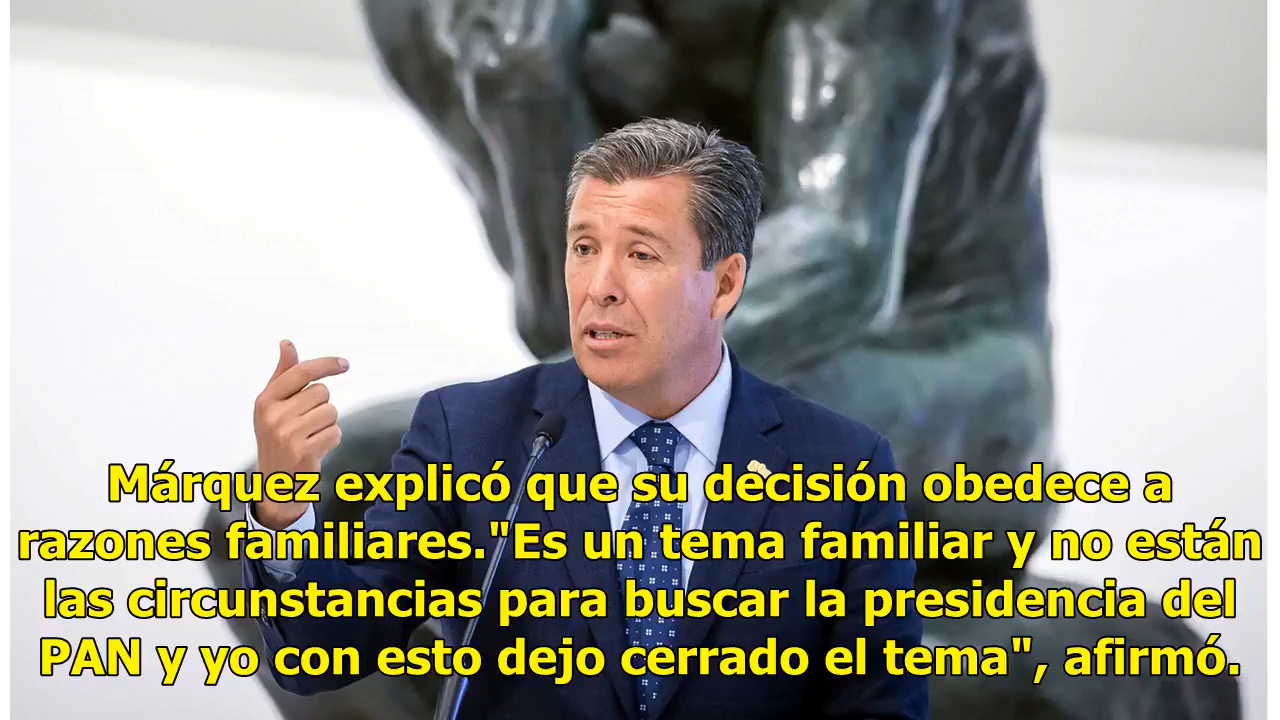 Márquez explicó que su decisión obedece a
razones familiares."Es un tema familiar y no están
las circunstancias para buscar la presidencia del
PAN y yo con esto dejo cerrado el tema", afirmó.